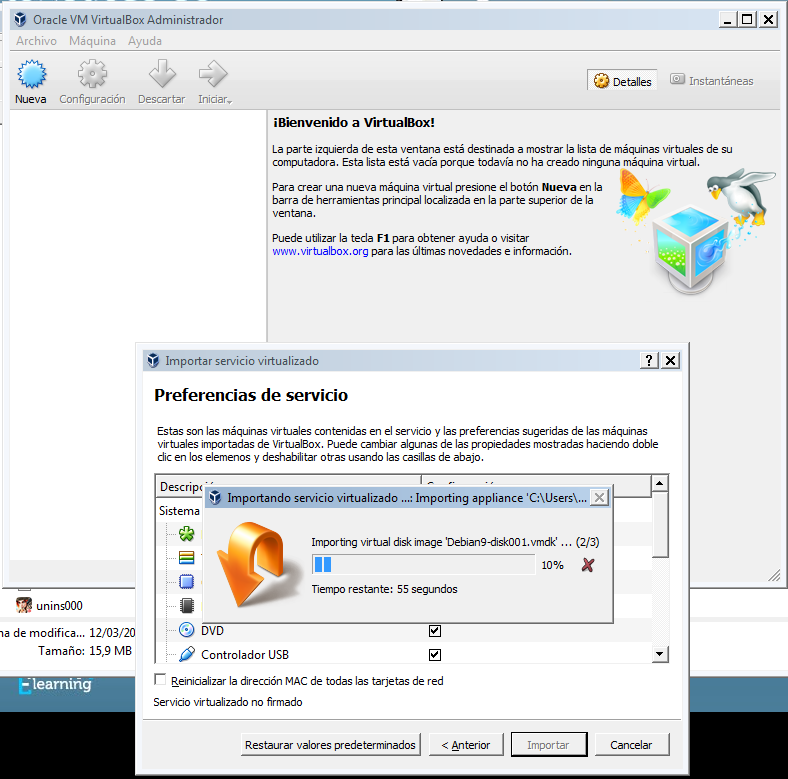 Oracle VM VirtualBox Administrador
Archivo Máquina Ayuda
Nueva Configuración Descartar Iniciar
Detalles Instantáneas
¡Bienvenido a VirtualBox!
La parte izquierda de esta ventana está destinada a mostrar la lista de máquinas virtuales de su
computadora. Esta lista está vacía porque todavía no ha creado ninguna máquina virtual.
Para crear una nueva máquina virtual presione el botón Nueva en la
barra de herramientas principal localizada en la parte superior de la
ventana.
Puede utilizar la tecla F1 para obtener ayuda o visitar
www.virtualbox.org para las últimas novedades e información.
Importar servicio virtualizado
Preferencias de servicio
Estas son las máquinas virtuales contenidas en el servicio y las preferencias sugeridas de las máquinas
virtuales importadas de VirtualBox. Puede cambiar algunas de las propiedades mostradas haciendo doble
clic en los elemenos y deshabilitar otras usando las casillas de abajo.
Descripc
Sistema
Importando servicio virtualizado ...: Importing appliance 'C:\Users\...
Importing virtual disk image 'Debian9-disk001.vmdk' ... (2/3)
10%
Tiempo restante: 55 segundos
DVD
Controlador USB
Reinicializar la dirección MAC de todas las tarjetas de red
Servicio virtualizado no firmado
Restaurar valores predeterminados < Anterior Importar Cancelar
unins000
na de modifica... 12/03/20
Tamaño: 15,9 MB
Elearning